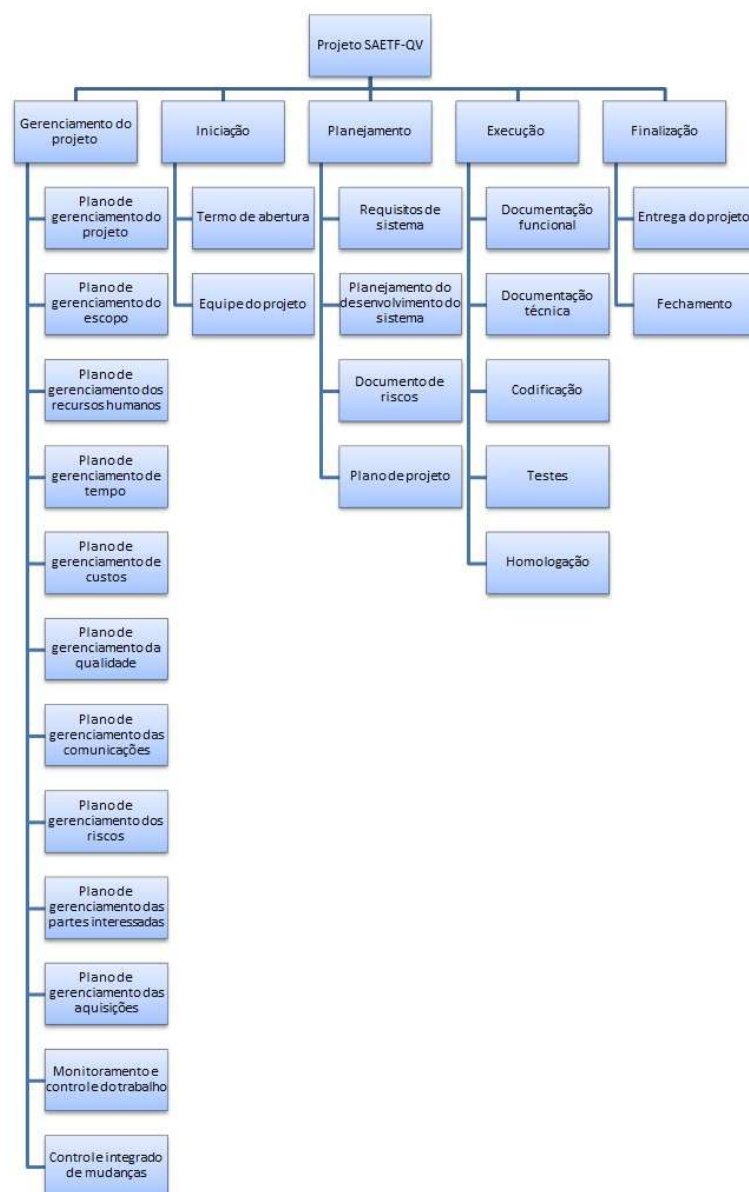 Projeto SAETF-QV
Gerenciamento do
projeto
Plano de
gerenciamento do
projeto
Plano de
gerenciamento do
escopo
Plano de
gerenciamento dos
recursos humanos
Plano de
gerenciamento de
tempo
Plano de
gerenciamento de
custos
Plano de
gerenciamento da
qualidade
Plano de
gerenciamento das
comunicações
Plano de
gerenciamento dos
riscos
Plano de
gerenciamento das
partes interessadas
Plano de
gerenciamento das
aquisições
Monitoramento e
controle do trabalho
Controle integrado
de mudanças
Iniciação
Termo de abertura
Equipe do projeto
Planejamento
Requisitos de
sistema
Planejamento do
desenvolvimento do
sistema
Documento de
riscos
Plano de projeto
Execução
Documentação
funcional
Documentação
técnica
Codificação
Testes
Homologação
Finalização
Entrega do projeto
Fechamento